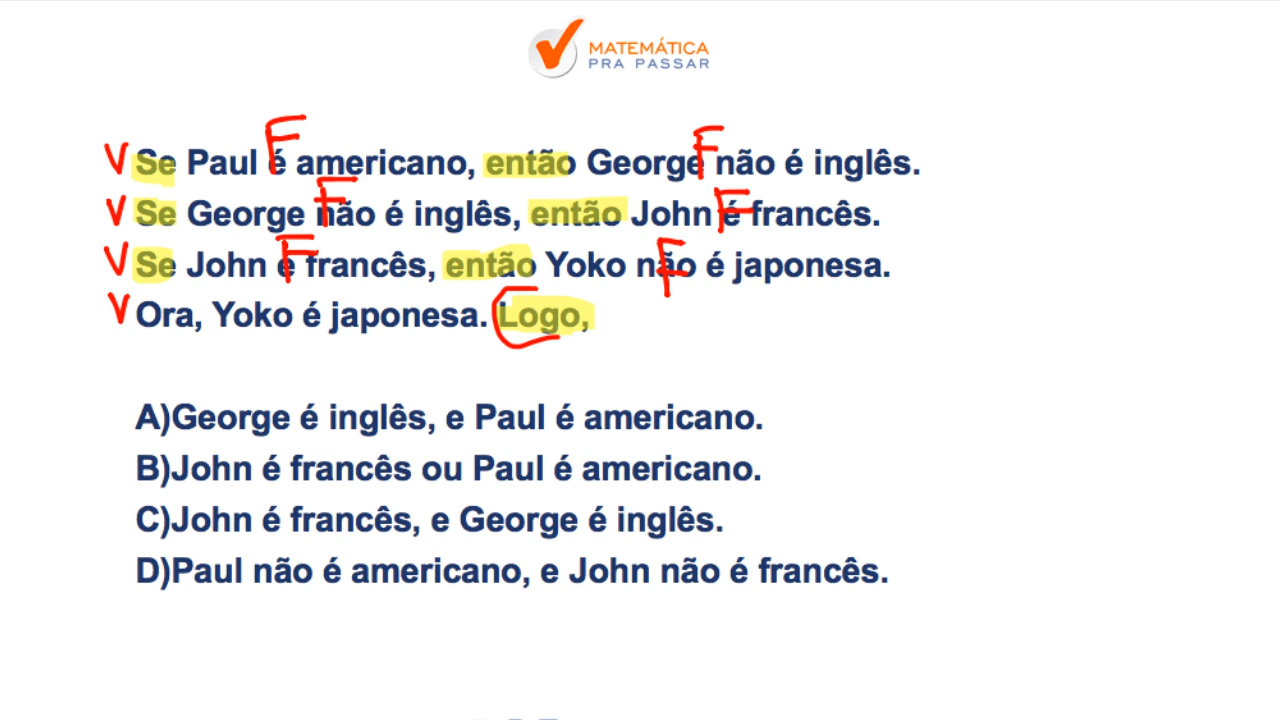 MATEMÁTICA
PRA PASSAR
F F
V Se Paul é americano, então George não é inglês.
F F
V Se George não é inglês, então John é francês.
F F
V Se John é francês, então Yoko não é japonesa.
V Ora, Yoko é japonesa. Logo,
A)George é inglês, e Paul é americano.
B)John é francês ou Paul é americano.
C)John é francês, e George é inglês.
D)Paul não é americano, e John não é francês.